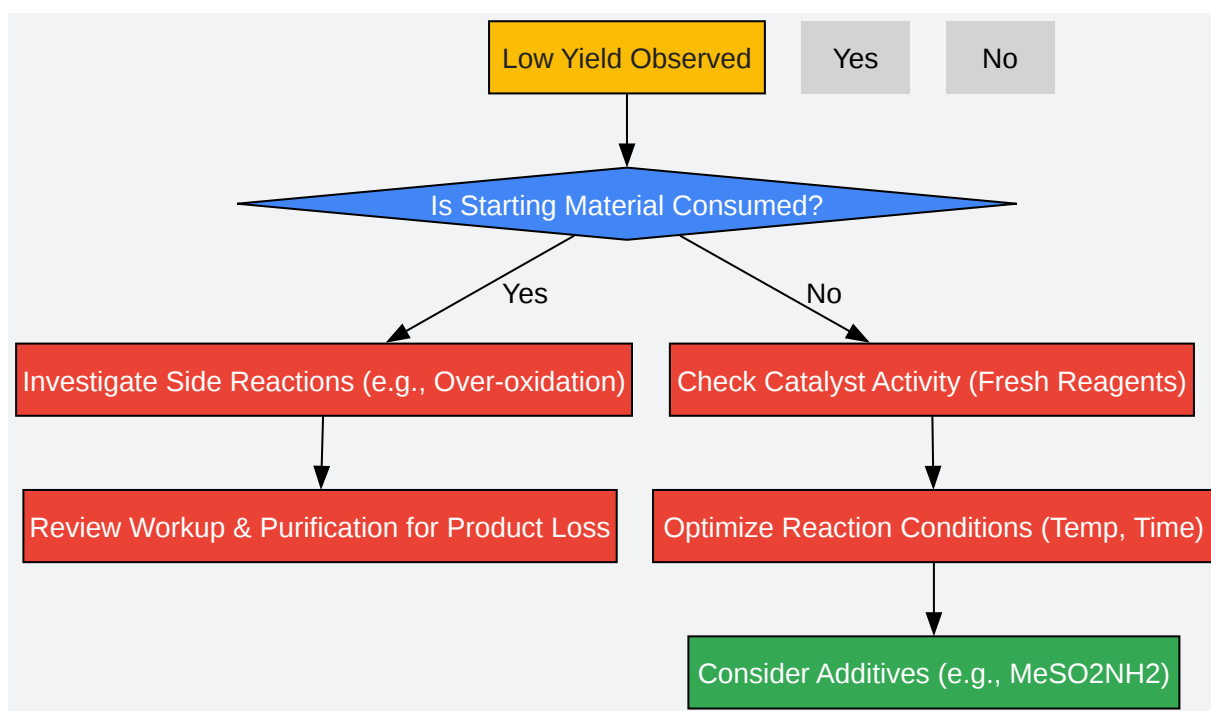 Low Yield Observed
Yes
No
Is Starting Material Consumed?
Yes
No
Investigate Side Reactions (e.g., Over-oxidation)
Check Catalyst Activity (Fresh Reagents)
Review Workup & Purification for Product Loss
Optimize Reaction Conditions (Temp, Time)
Consider Additives (e.g., MeSO2NH2)